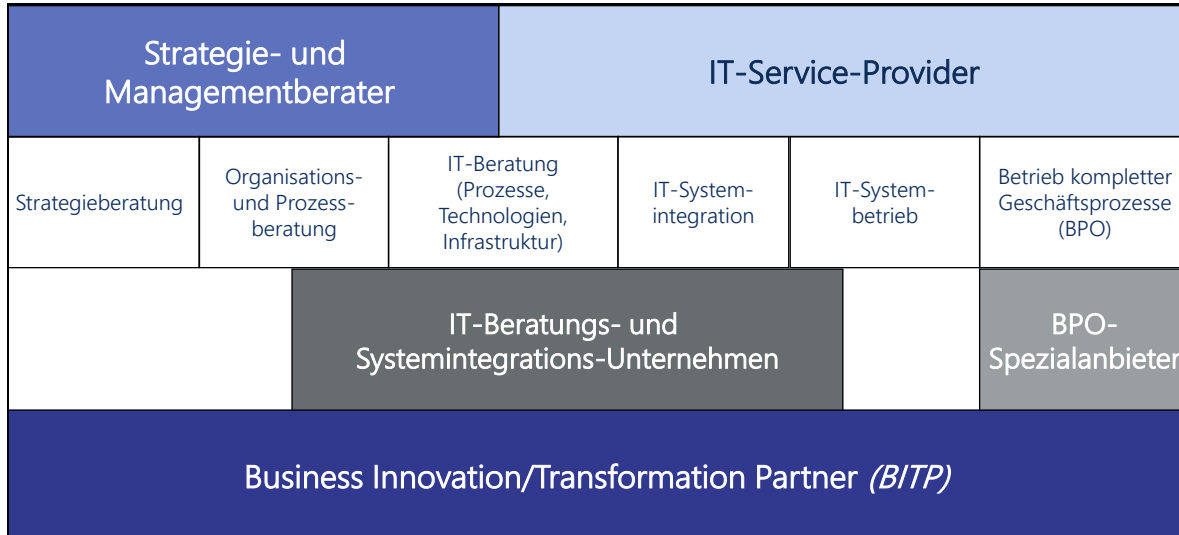 Strategie- und
Managementberater
IT-Service-Provider
Strategieberatung
Organisations-
und Prozess-
beratung
IT-Beratung
(Prozesse,
Technologien,
Infrastruktur)
IT-System-
integration
IT-System-
betrieb
Betrieb kompletter
Geschäftsprozesse
(BPO)
IT-Beratungs- und
Systemintegrations-Unternehmen
BPO-
Spezialanbieter
Business Innovation/Transformation Partner (BITP)